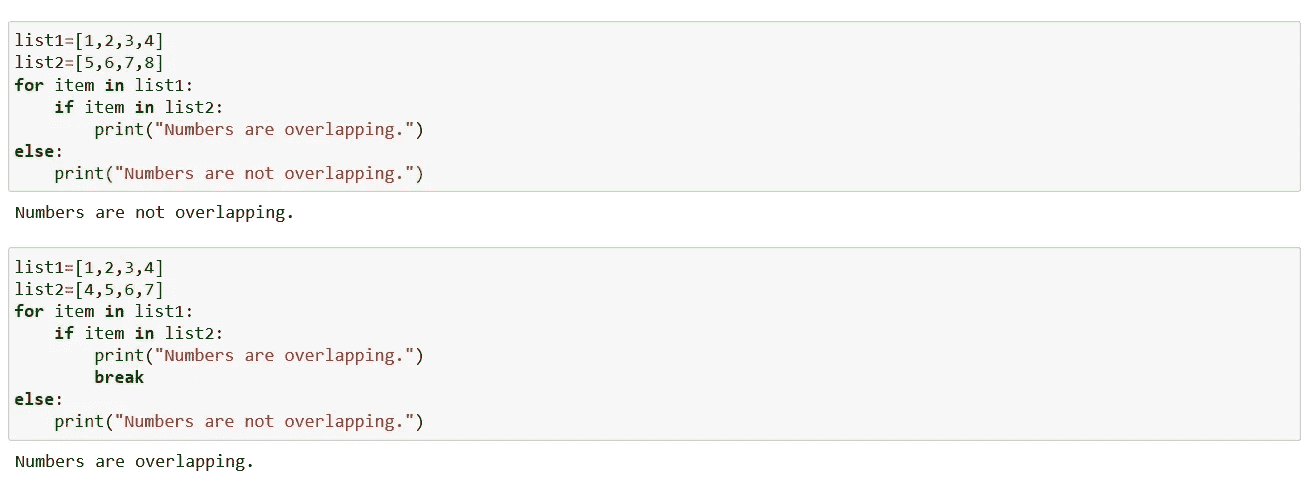 list1=[1,2,3,4]
list2=[5,6,7,8]
for item in list1:
    if item in list2:
        print("Numbers are overlapping.")
else:
    print("Numbers are not overlapping.")
Numbers are not overlapping.
list1=[1,2,3,4]
list2=[4,5,6,7]
for item in list1:
    if item in list2:
        print("Numbers are overlapping.")
        break
else:
    print("Numbers are not overlapping.")
Numbers are overlapping.